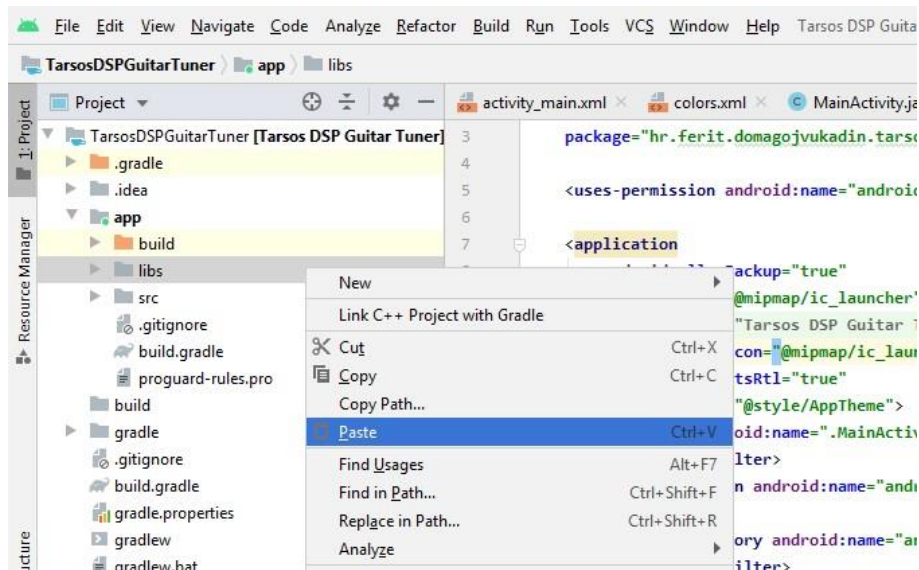 File Edit View Navigate Code Analyze Refactor Build Run Tools VCS Window Help Tarsos DSP Guita
TarsosDSPGuitarTuner app libs
1: Project
Resource Manager
ucture
Project
TarsosDSPGuitarTuner [Tarsos DSP Guitar Tuner]
.gradle
.idea
app
build
libs
src
.gitignore
build.gradle
proguard-rules.pro
build
gradle
.gitignore
build.gradle
gradle.properties
gradlew
gradlew.bat
New
Link C++ Project with Gradle
Cut Ctrl+X
Copy Ctrl+C
Copy Path...
Paste Ctrl+V
Find Usages Alt+F7
Find in Path... Ctrl+Shift+F
Replace in Path... Ctrl+Shift+R
Analyze
activity_main.xml colors.xml MainActivity.ja
3 package="hr.ferit.domagojvukadin.tarso
4
5 <uses-permission android:name="androic
6
7 <application
Backup="true"
@mipmap/ic_launcher"
"Tarsos DSP Guitar T
con="@mipmap/ic_laun
tsRtl="true"
"@style/AppTheme">
oid:name=".MainActiv
lter>
n android:name="andr
ory android:name="an
ilter>